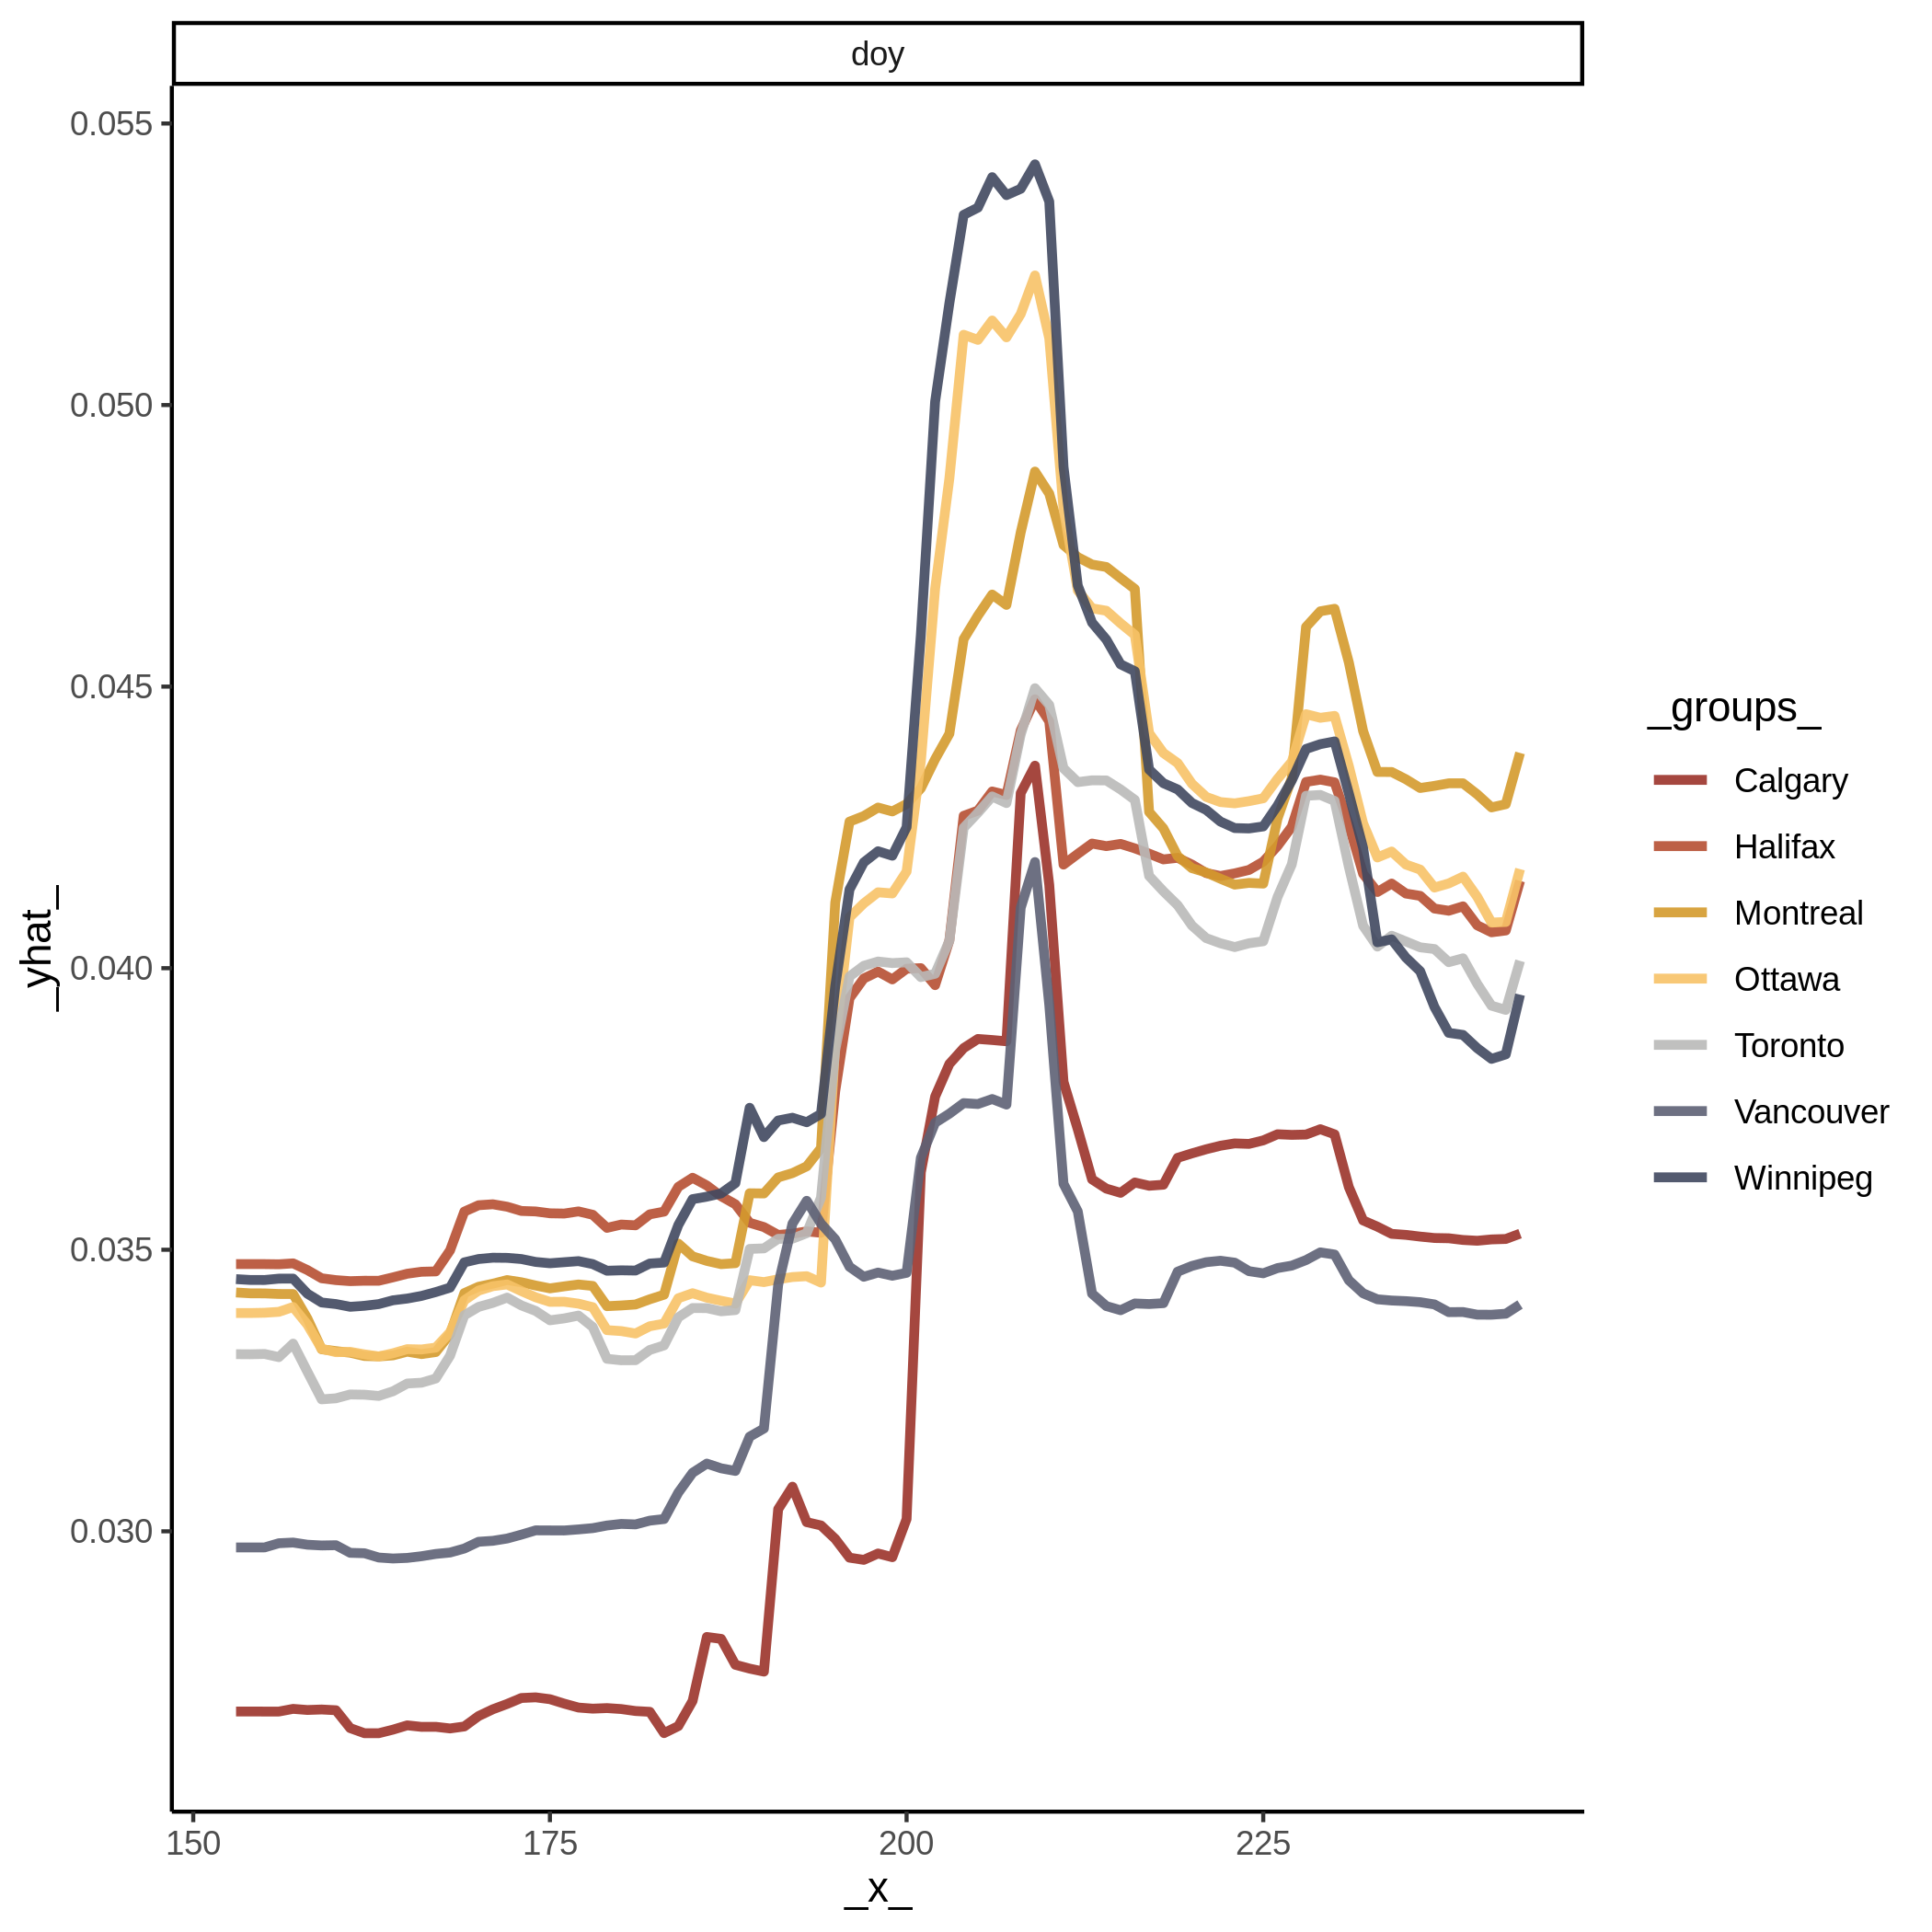 doy
0.055
0.050
0.045
0.040
0.035
0.030
_yhat_
150 175 200 225
_x_
_groups_
Calgary
Halifax
Montreal
Ottawa
Toronto
Vancouver
Winnipeg